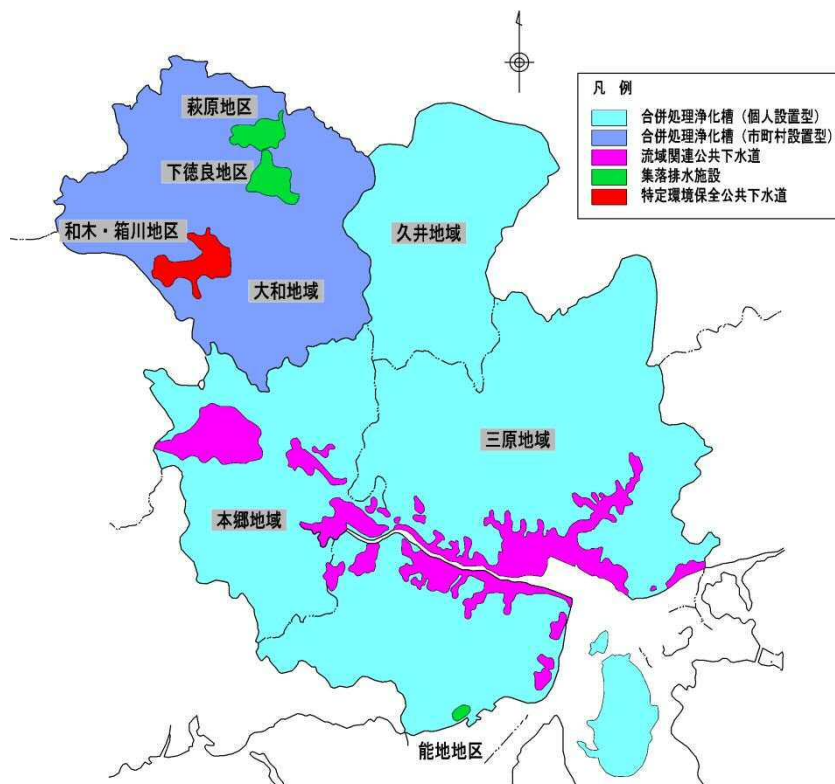 凡 例
合併処理浄化槽（個人設置型）
合併処理浄化槽（市町村設置型）
流域関連公共下水道
集落排水施設
特定環境保全公共下水道
萩原地区
下徳良地区
和木・箱川地区
大和地域
久井地域
三原地域
本郷地域
能地地区